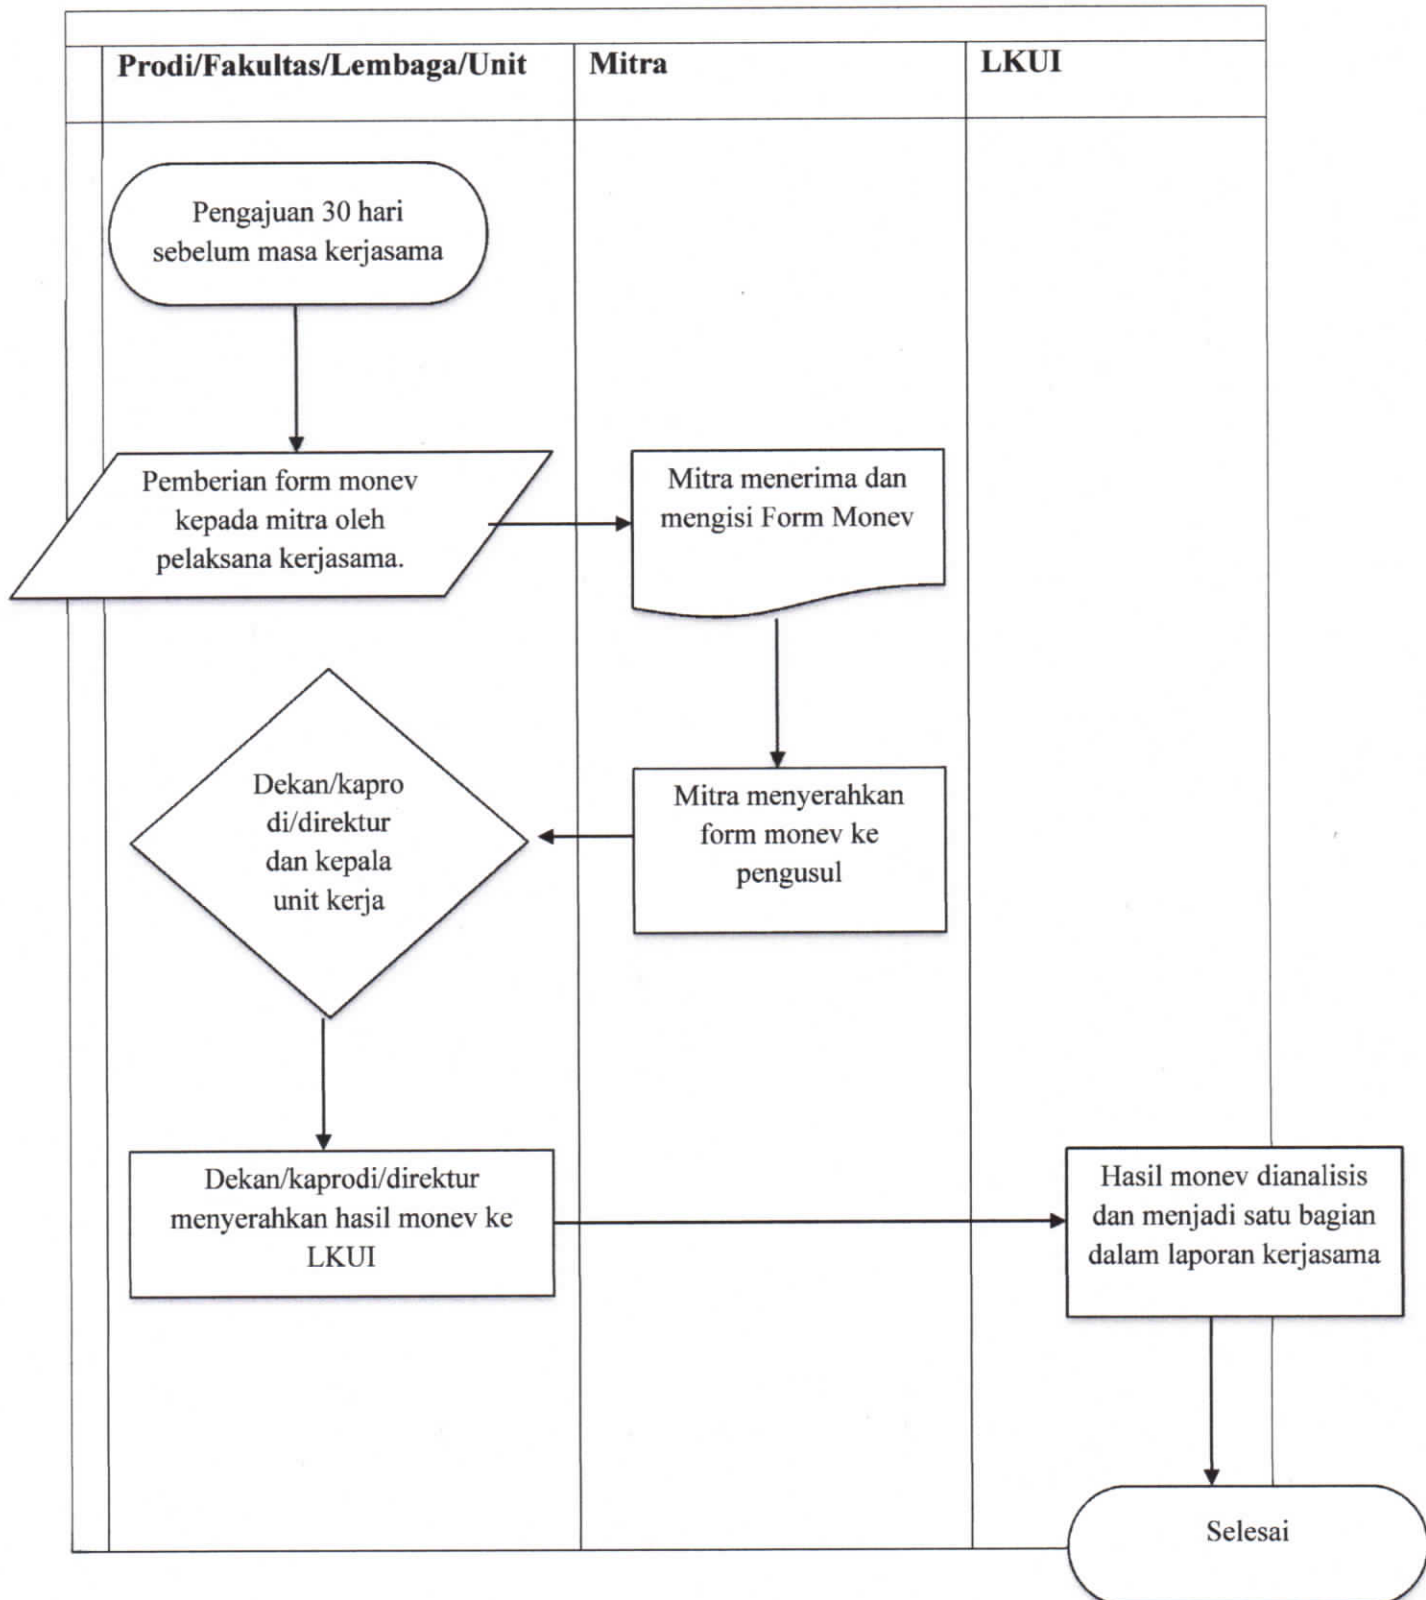 Prodi/Fakultas/Lembaga/Unit
Mitra
LKUI
Pengajuan 30 hari
sebelum masa kerjasama
Pemberian form monev
kepada mitra oleh
pelaksana kerjasama.
Mitra menerima dan
mengisi Form Monev
Mitra menyerahkan
form monev ke
pengusul
Dekan/kapro
di/direktur
dan kepala
unit kerja
Dekan/kaprodi/direktur
menyerahkan hasil monev ke
LKUI
Hasil monev dianalisis
dan menjadi satu bagian
dalam laporan kerjasama
Selesai